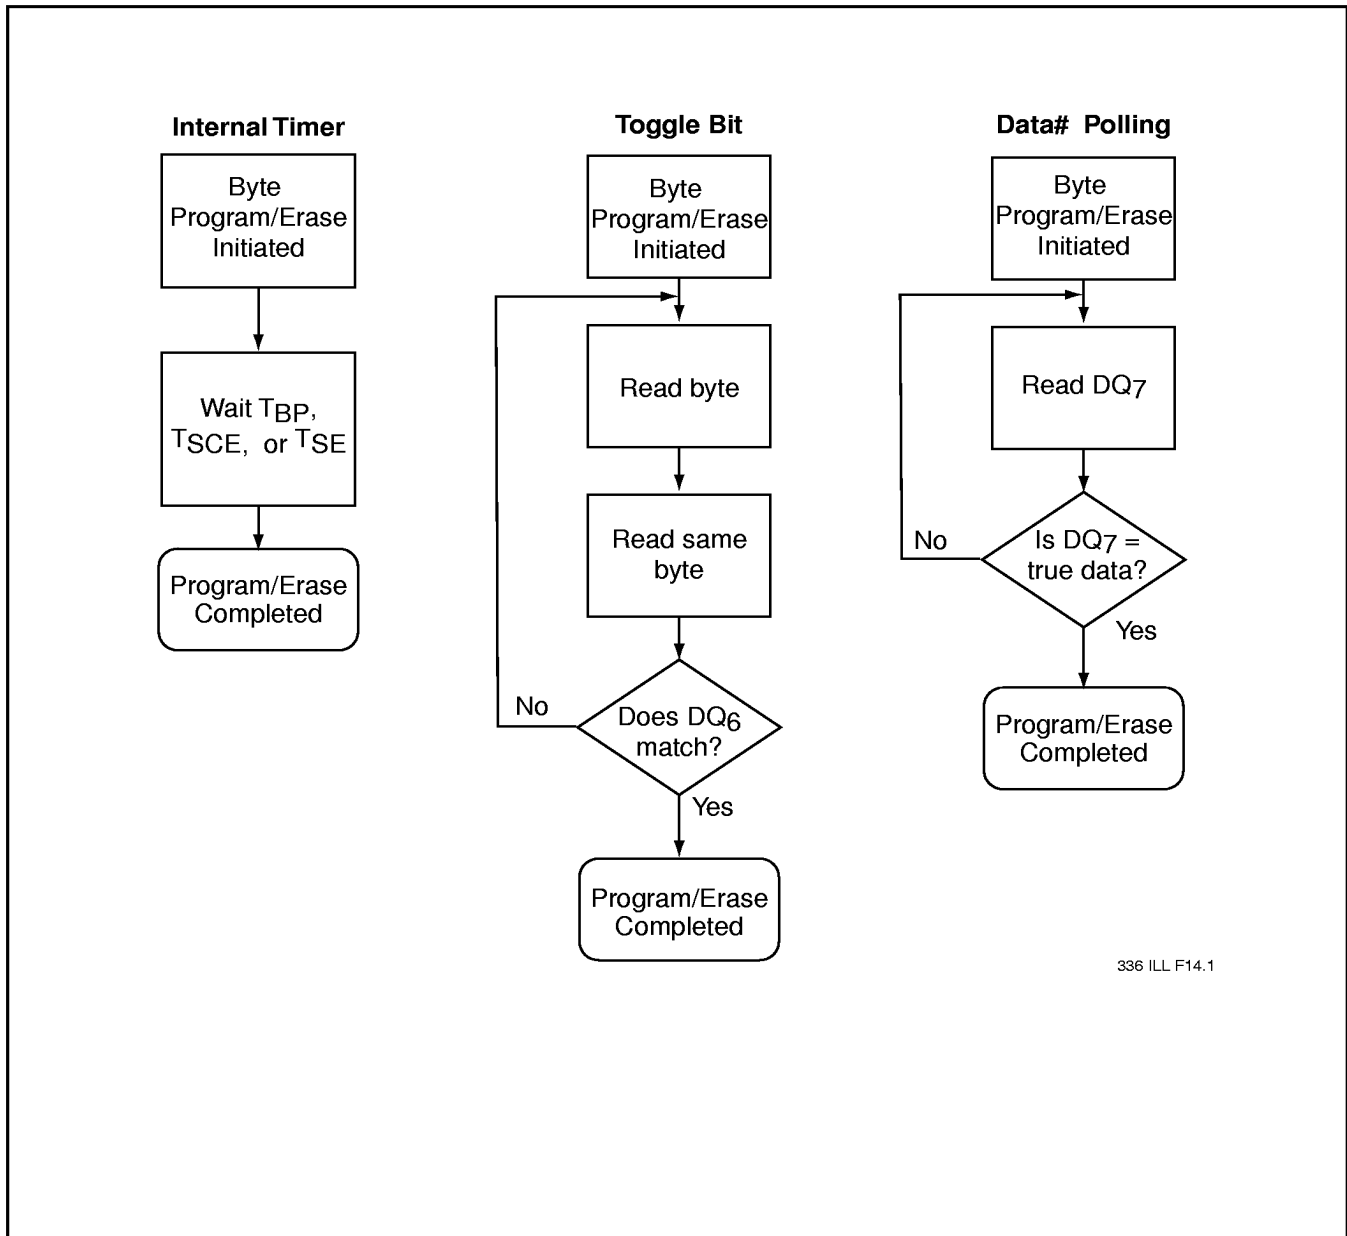 Internal Timer
Byte
Program/Erase
Initiated
Wait TBP,
TSCE, or TSE
Program/Erase
Completed
Toggle Bit
Byte
Program/Erase
Initiated
Read byte
Read same
byte
No
Does DQ6
match?
Yes
Program/Erase
Completed
Data# Polling
Byte
Program/Erase
Initiated
Read DQ7
No
Is DQ7 =
true data?
Yes
Program/Erase
Completed
336 ILL F14.1